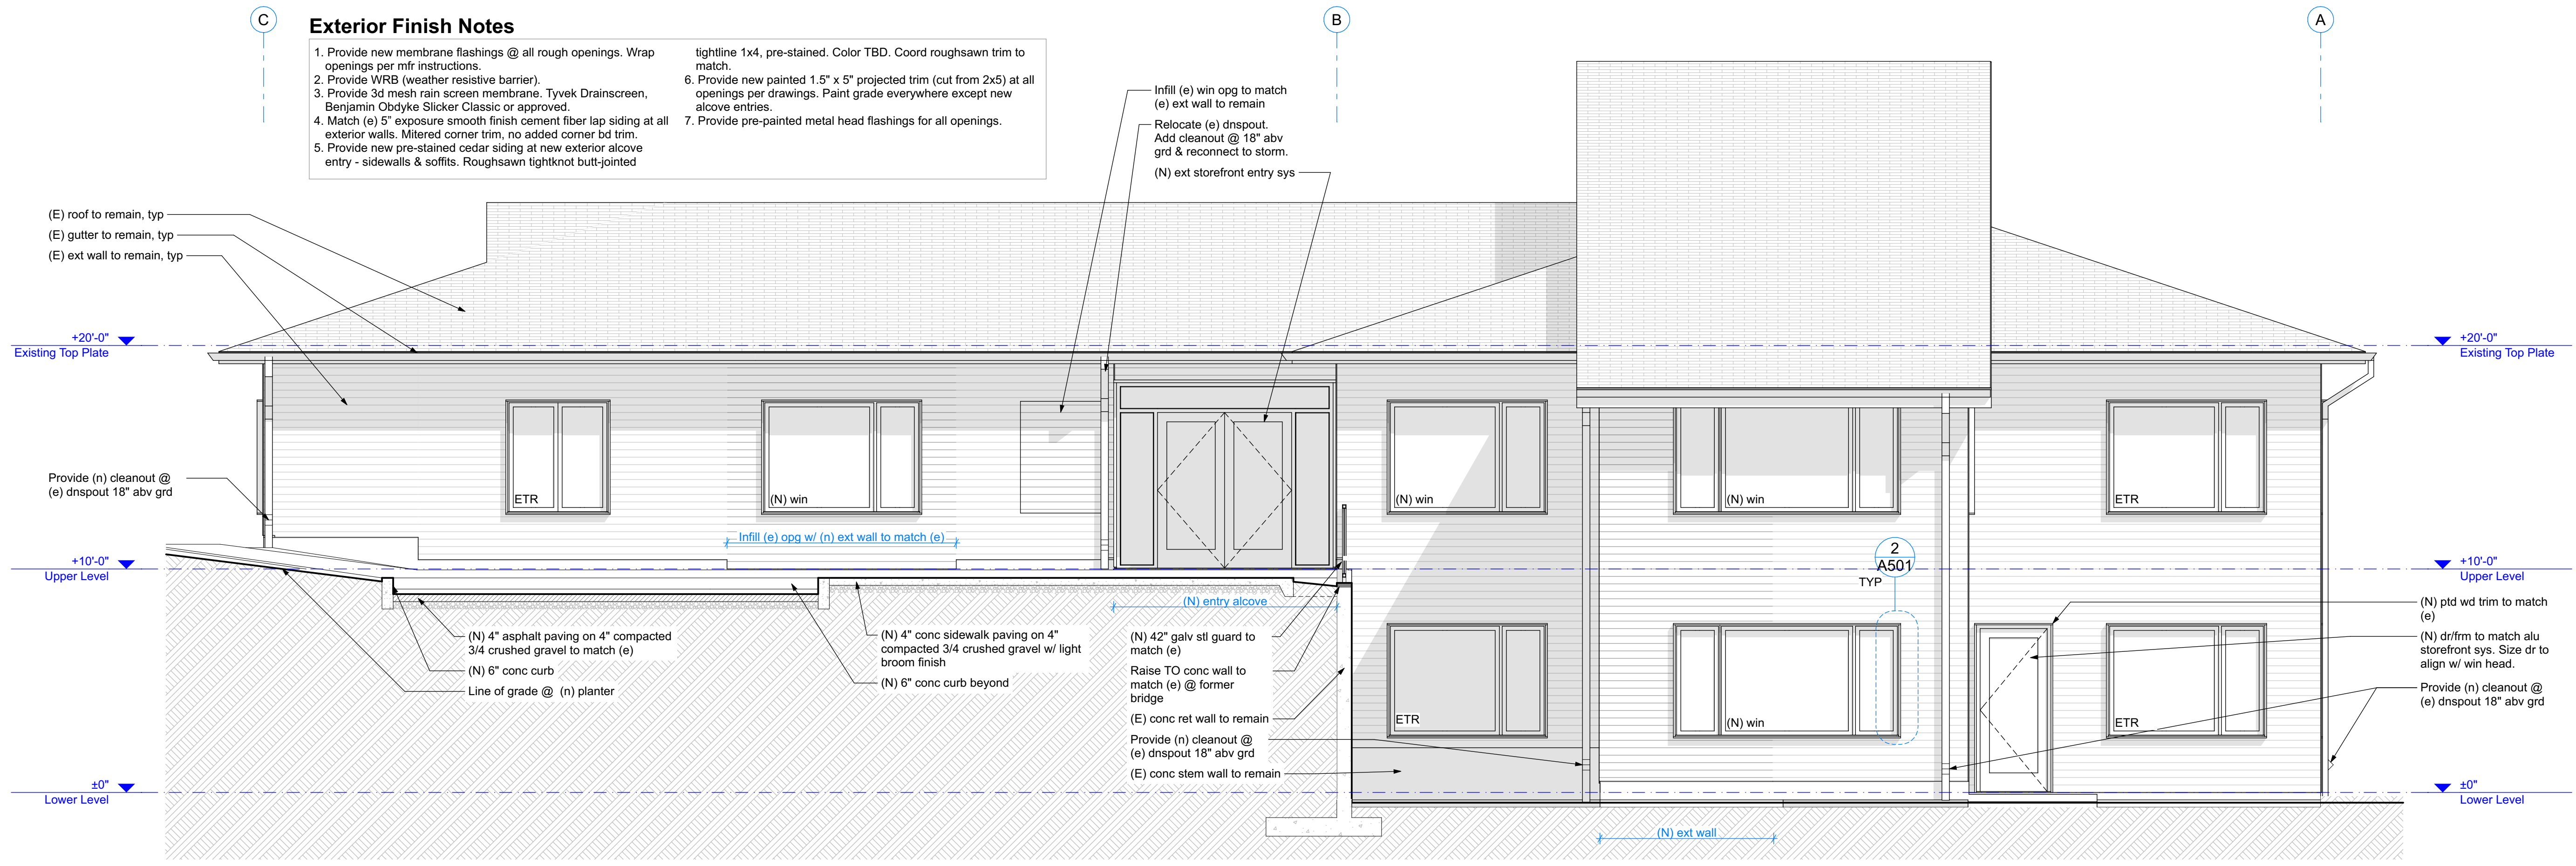 C
B
A
Exterior Finish Notes
1. Provide new membrane flashings @ all rough openings. Wrap
openings per mfr instructions.
2. Provide WRB (weather resistive barrier).
3. Provide 3d mesh rain screen membrane. Tyvek Drainscreen,
Benjamin Obdyke Slicker Classic or approved.
4. Match (e) 5” exposure smooth finish cement fiber lap siding at all
exterior walls. Mitered corner trim, no added corner bd trim.
5. Provide new pre-stained cedar siding at new exterior alcove
entry - sidewalls & soffits. Roughsawn tightknot butt-jointed
tightline 1x4, pre-stained. Color TBD. Coord roughsawn trim to
match.
6. Provide new painted 1.5" x 5" projected trim (cut from 2x5) at all
openings per drawings. Paint grade everywhere except new
alcove entries.
7. Provide pre-painted metal head flashings for all openings.
Infill (e) win opg to match
(e) ext wall to remain
Relocate (e) dnspout.
Add cleanout @ 18" abv
grd & reconnect to storm.
(N) ext storefront entry sys
(E) roof to remain, typ
(E) gutter to remain, typ
(E) ext wall to remain, typ
+20'-0"
Existing Top Plate
+20'-0"
Existing Top Plate
Provide (n) cleanout @
(e) dnspout 18" abv grd
ETR
(N) win
(N) win
(N) win
ETR
Infill (e) opg w/ (n) ext wall to match (e)
2
A501
TYP
+10'-0"
Upper Level
+10'-0"
Upper Level
(N) entry alcove
(N) 4" asphalt paving on 4" compacted
3/4 crushed gravel to match (e)
(N) 6" conc curb
Line of grade @ (n) planter
(N) 4" conc sidewalk paving on 4"
compacted 3/4 crushed gravel w/ light
broom finish
(N) 6" conc curb beyond
(N) 42" galv stl guard to
match (e)
Raise TO conc wall to
match (e) @ former
bridge
(E) conc ret wall to remain
Provide (n) cleanout @
(e) dnspout 18" abv grd
(E) conc stem wall to remain
ETR
(N) win
ETR
(N) ptd wd trim to match
(e)
(N) dr/frm to match alu
storefront sys. Size dr to
align w/ win head.
Provide (n) cleanout @
(e) dnspout 18" abv grd
±0"
Lower Level
±0"
Lower Level
(N) ext wall